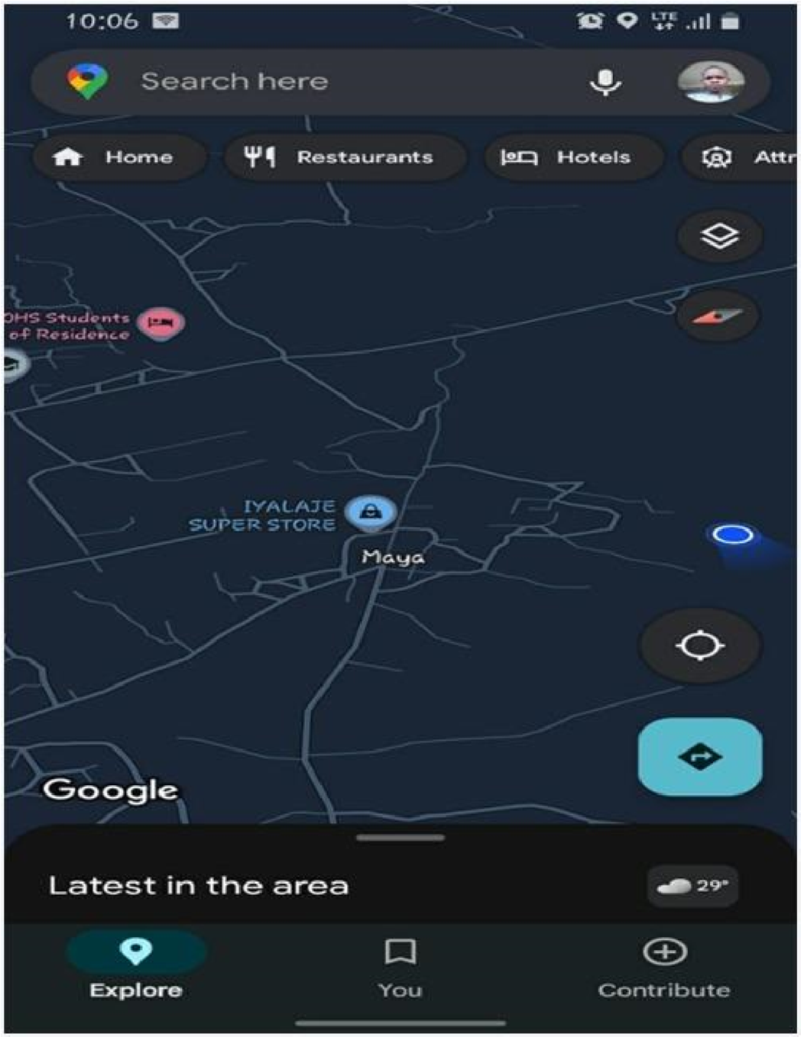 10:06 LTE
Search here
Home Restaurants Hotels Attr
OHS Students
of Residence
IYALAJE
SUPER STORE
Maya
Google
Latest in the area
29°
Explore You Contribute